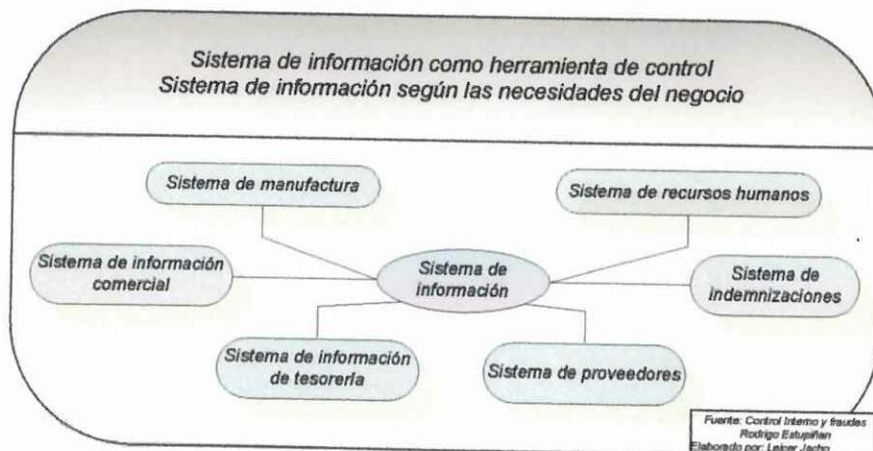 Sistema de información como herramienta de control
Sistema de información según las necesidades del negocio
Sistema de manufactura
Sistema de recursos humanos
Sistema de información
comercial
Sistema de
información
Sistema de
indemnizaciones
Sistema de información
de tesorería
Sistema de proveedores
Fuente: Control Interno y fraudes
Rodrigo Estupiñan
Elaborado por: Leicer Jacho